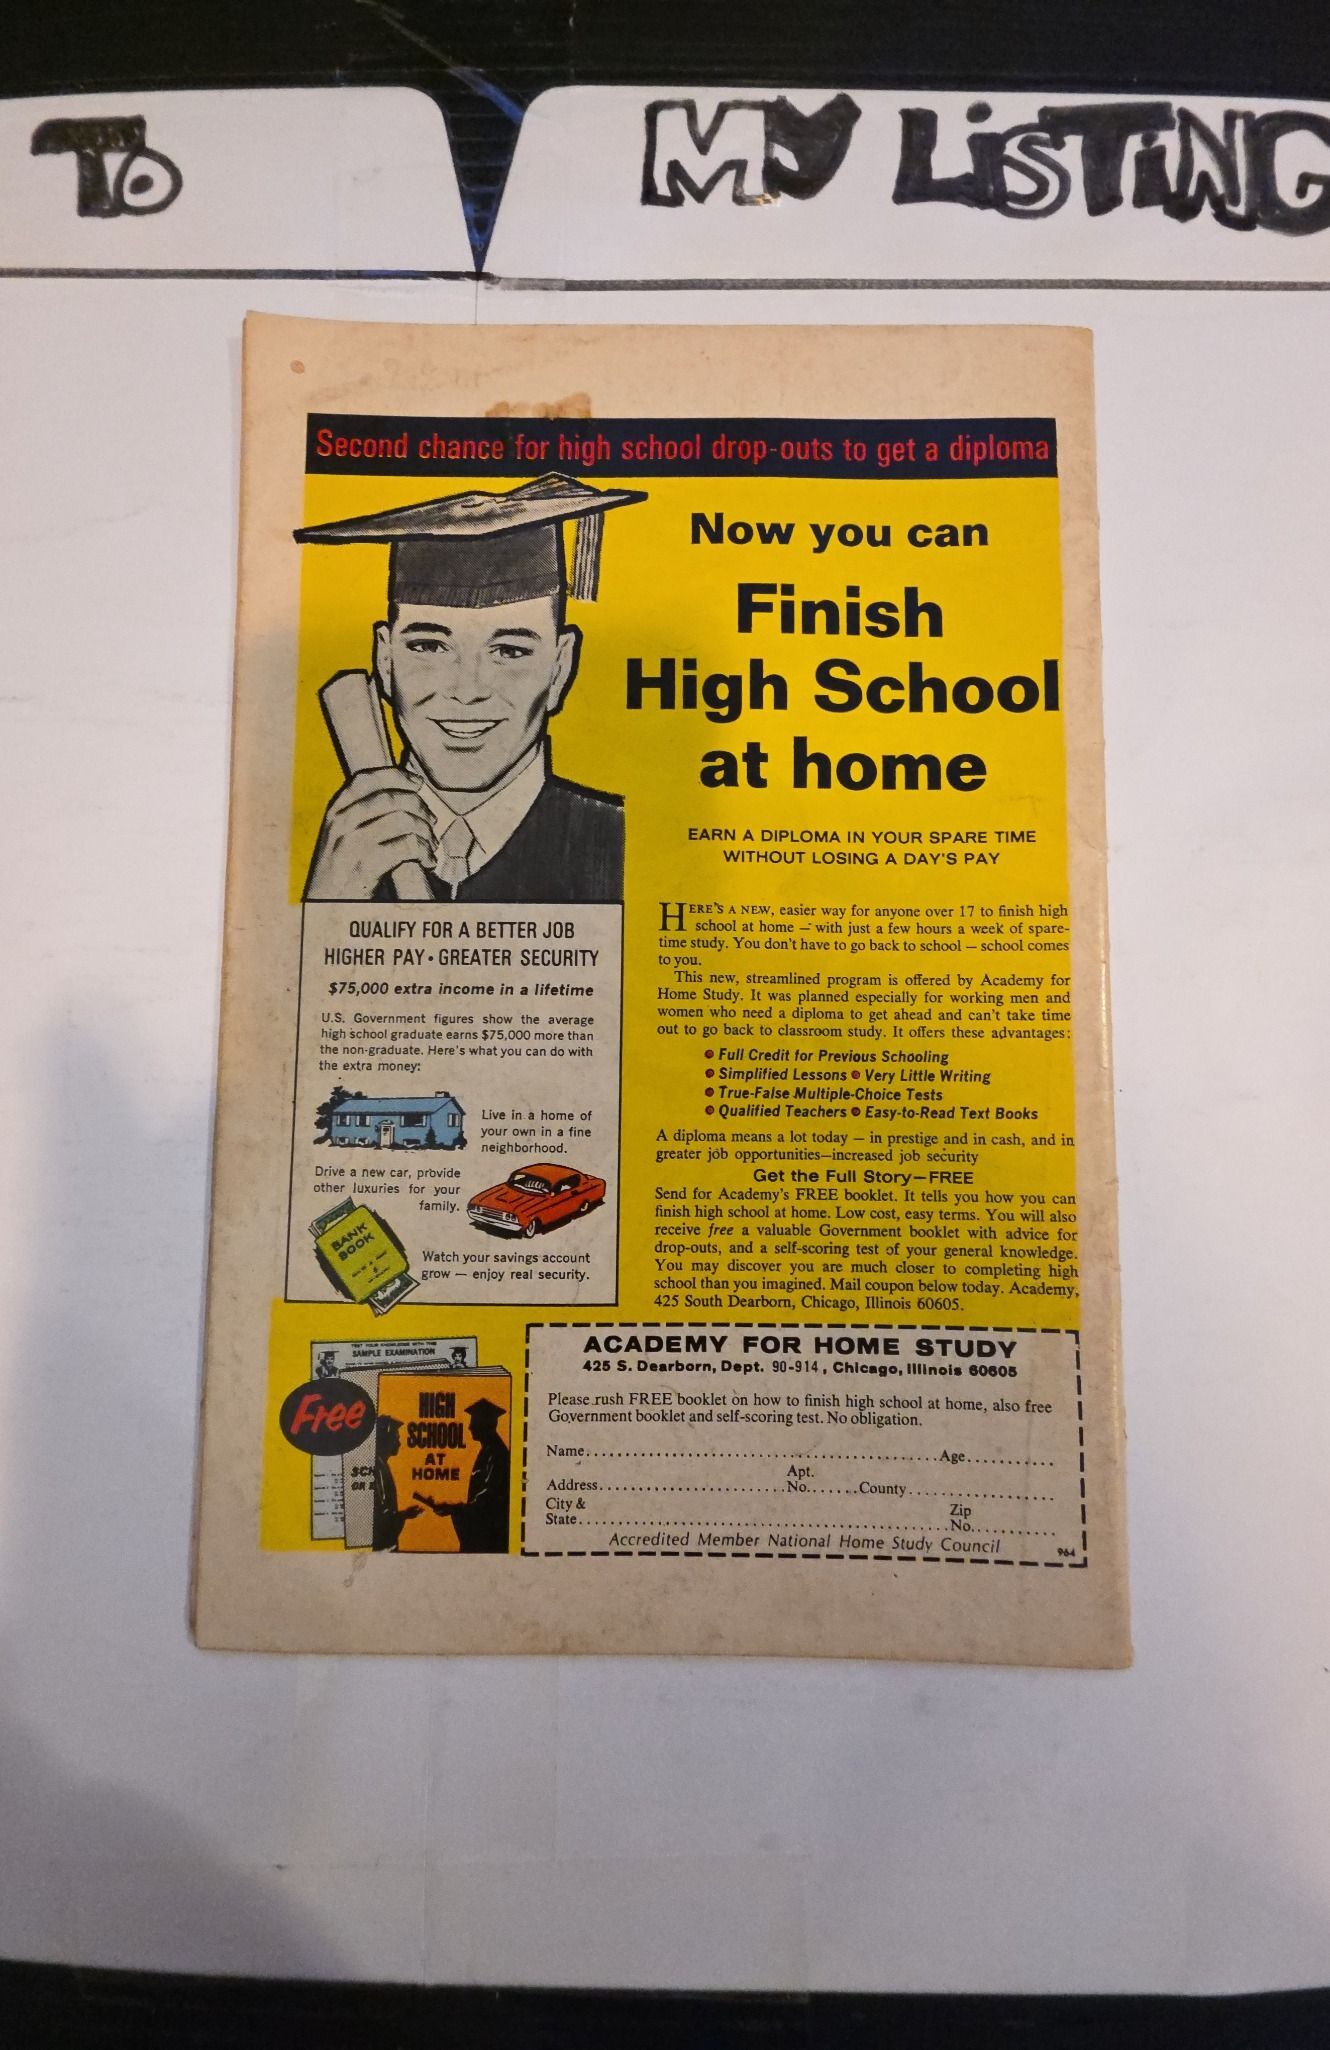 To
MY LiSTiNG
Second chance for high school drop-outs to get a diploma
Now you can
Finish
High School
at home
EARN A DIPLOMA IN YOUR SPARE TIME
WITHOUT LOSING A DAY'S PAY
HERE'S A NEW, easier way for anyone over 17 to finish high
school at home — with just a few hours a week of spare-
time study. You don't have to go back to school — school comes
to you.
This new, streamlined program is offered by Academy for
Home Study. It was planned especially for working men and
women who need a diploma to get ahead and can't take time
out to go back to classroom study. It offers these advantages:
• Full Credit for Previous Schooling
• Simplified Lessons • Very Little Writing
• True-False Multiple-Choice Tests
• Qualified Teachers • Easy-to-Read Text Books
A diploma means a lot today — in prestige and in cash, and in
greater job opportunities—increased job security
Get the Full Story—FREE
Send for Academy's FREE booklet. It tells you how you can
finish high school at home. Low cost, easy terms. You will also
receive free a valuable Government booklet with advice for
drop-outs, and a self-scoring test of your general knowledge.
You may discover you are much closer to completing high
school than you imagined. Mail coupon below today. Academy,
425 South Dearborn, Chicago, Illinois 60605.
QUALIFY FOR A BETTER JOB
HIGHER PAY • GREATER SECURITY
$75,000 extra income in a lifetime
U.S. Government figures show the average
high school graduate earns $75,000 more than
the non-graduate. Here's what you can do with
the extra money:
Live in a home of
your own in a fine
neighborhood.
Drive a new car, provide
other luxuries for your
family.
BANK
BOOK
Watch your savings account
grow — enjoy real security.
TEST YOUR KNOWLEDGE WITH THIS
SAMPLE EXAMINATION
Free
HIGH
SCHOOL
AT
HOME
ACADEMY FOR HOME STUDY
425 S. Dearborn, Dept. 90-914, Chicago, Illinois 60605
Please rush FREE booklet on how to finish high school at home, also free
Government booklet and self-scoring test. No obligation.
Name........................................Age............
Apt.
Address......................No.......County..................
City & Zip
State........................................No............
Accredited Member National Home Study Council
964